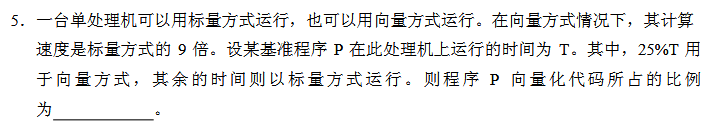 5. 一台单处理机可以用标量方式运行，也可以用向量方式运行。在向量方式情况下，其计算
速度是标量方式的 9 倍。设某基准程序 P 在此处理机上运行的时间为 T。其中，25%T 用
于向量方式，其余的时间则以标量方式运行。则程序 P 向量化代码所占的比例
为____________。